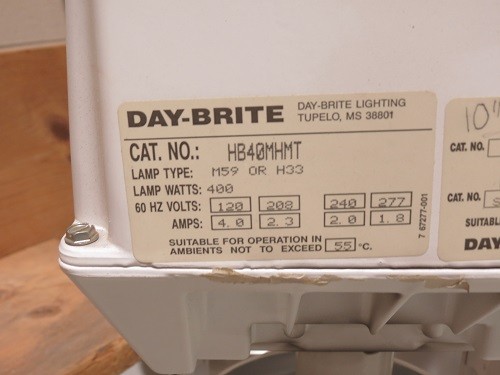 DAY-BRITE DAY-BRITE LIGHTING
TUPELO, MS 38801
CAT. NO.: HB40MHMT
LAMP TYPE: M59 OR H33
LAMP WATTS: 400
60 HZ VOLTS: 120 208 240 277
AMPS: 4.0 2.3 2.0 1.8
SUITABLE FOR OPERATION IN
AMBIENTS NOT TO EXCEED 55 °C.
7 67277-001
10"
CAT. NO.
CAT. NO. S
SUITABL
DAY